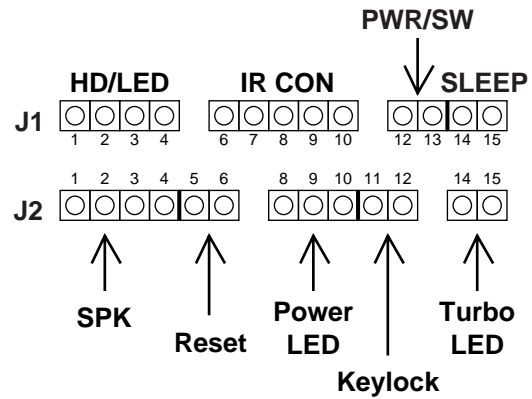 PWR/SW
HD/LED IR CON SLEEP
J1
1 2 3 4 6 7 8 9 10 12 13 14 15
1 2 3 4 5 6 8 9 10 11 12 14 15
J2
SPK Reset Power LED Keylock Turbo LED